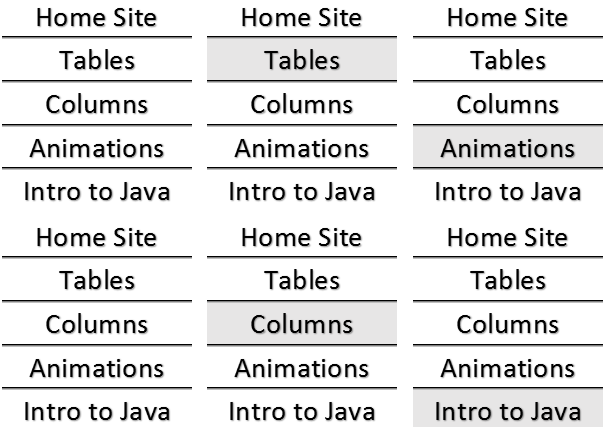 Home Site
Tables
Columns
Animations
Intro to Java
Home Site
Tables
Columns
Animations
Intro to Java
Home Site
Tables
Columns
Animations
Intro to Java
Home Site
Tables
Columns
Animations
Intro to Java
Home Site
Tables
Columns
Animations
Intro to Java
Home Site
Tables
Columns
Animations
Intro to Java